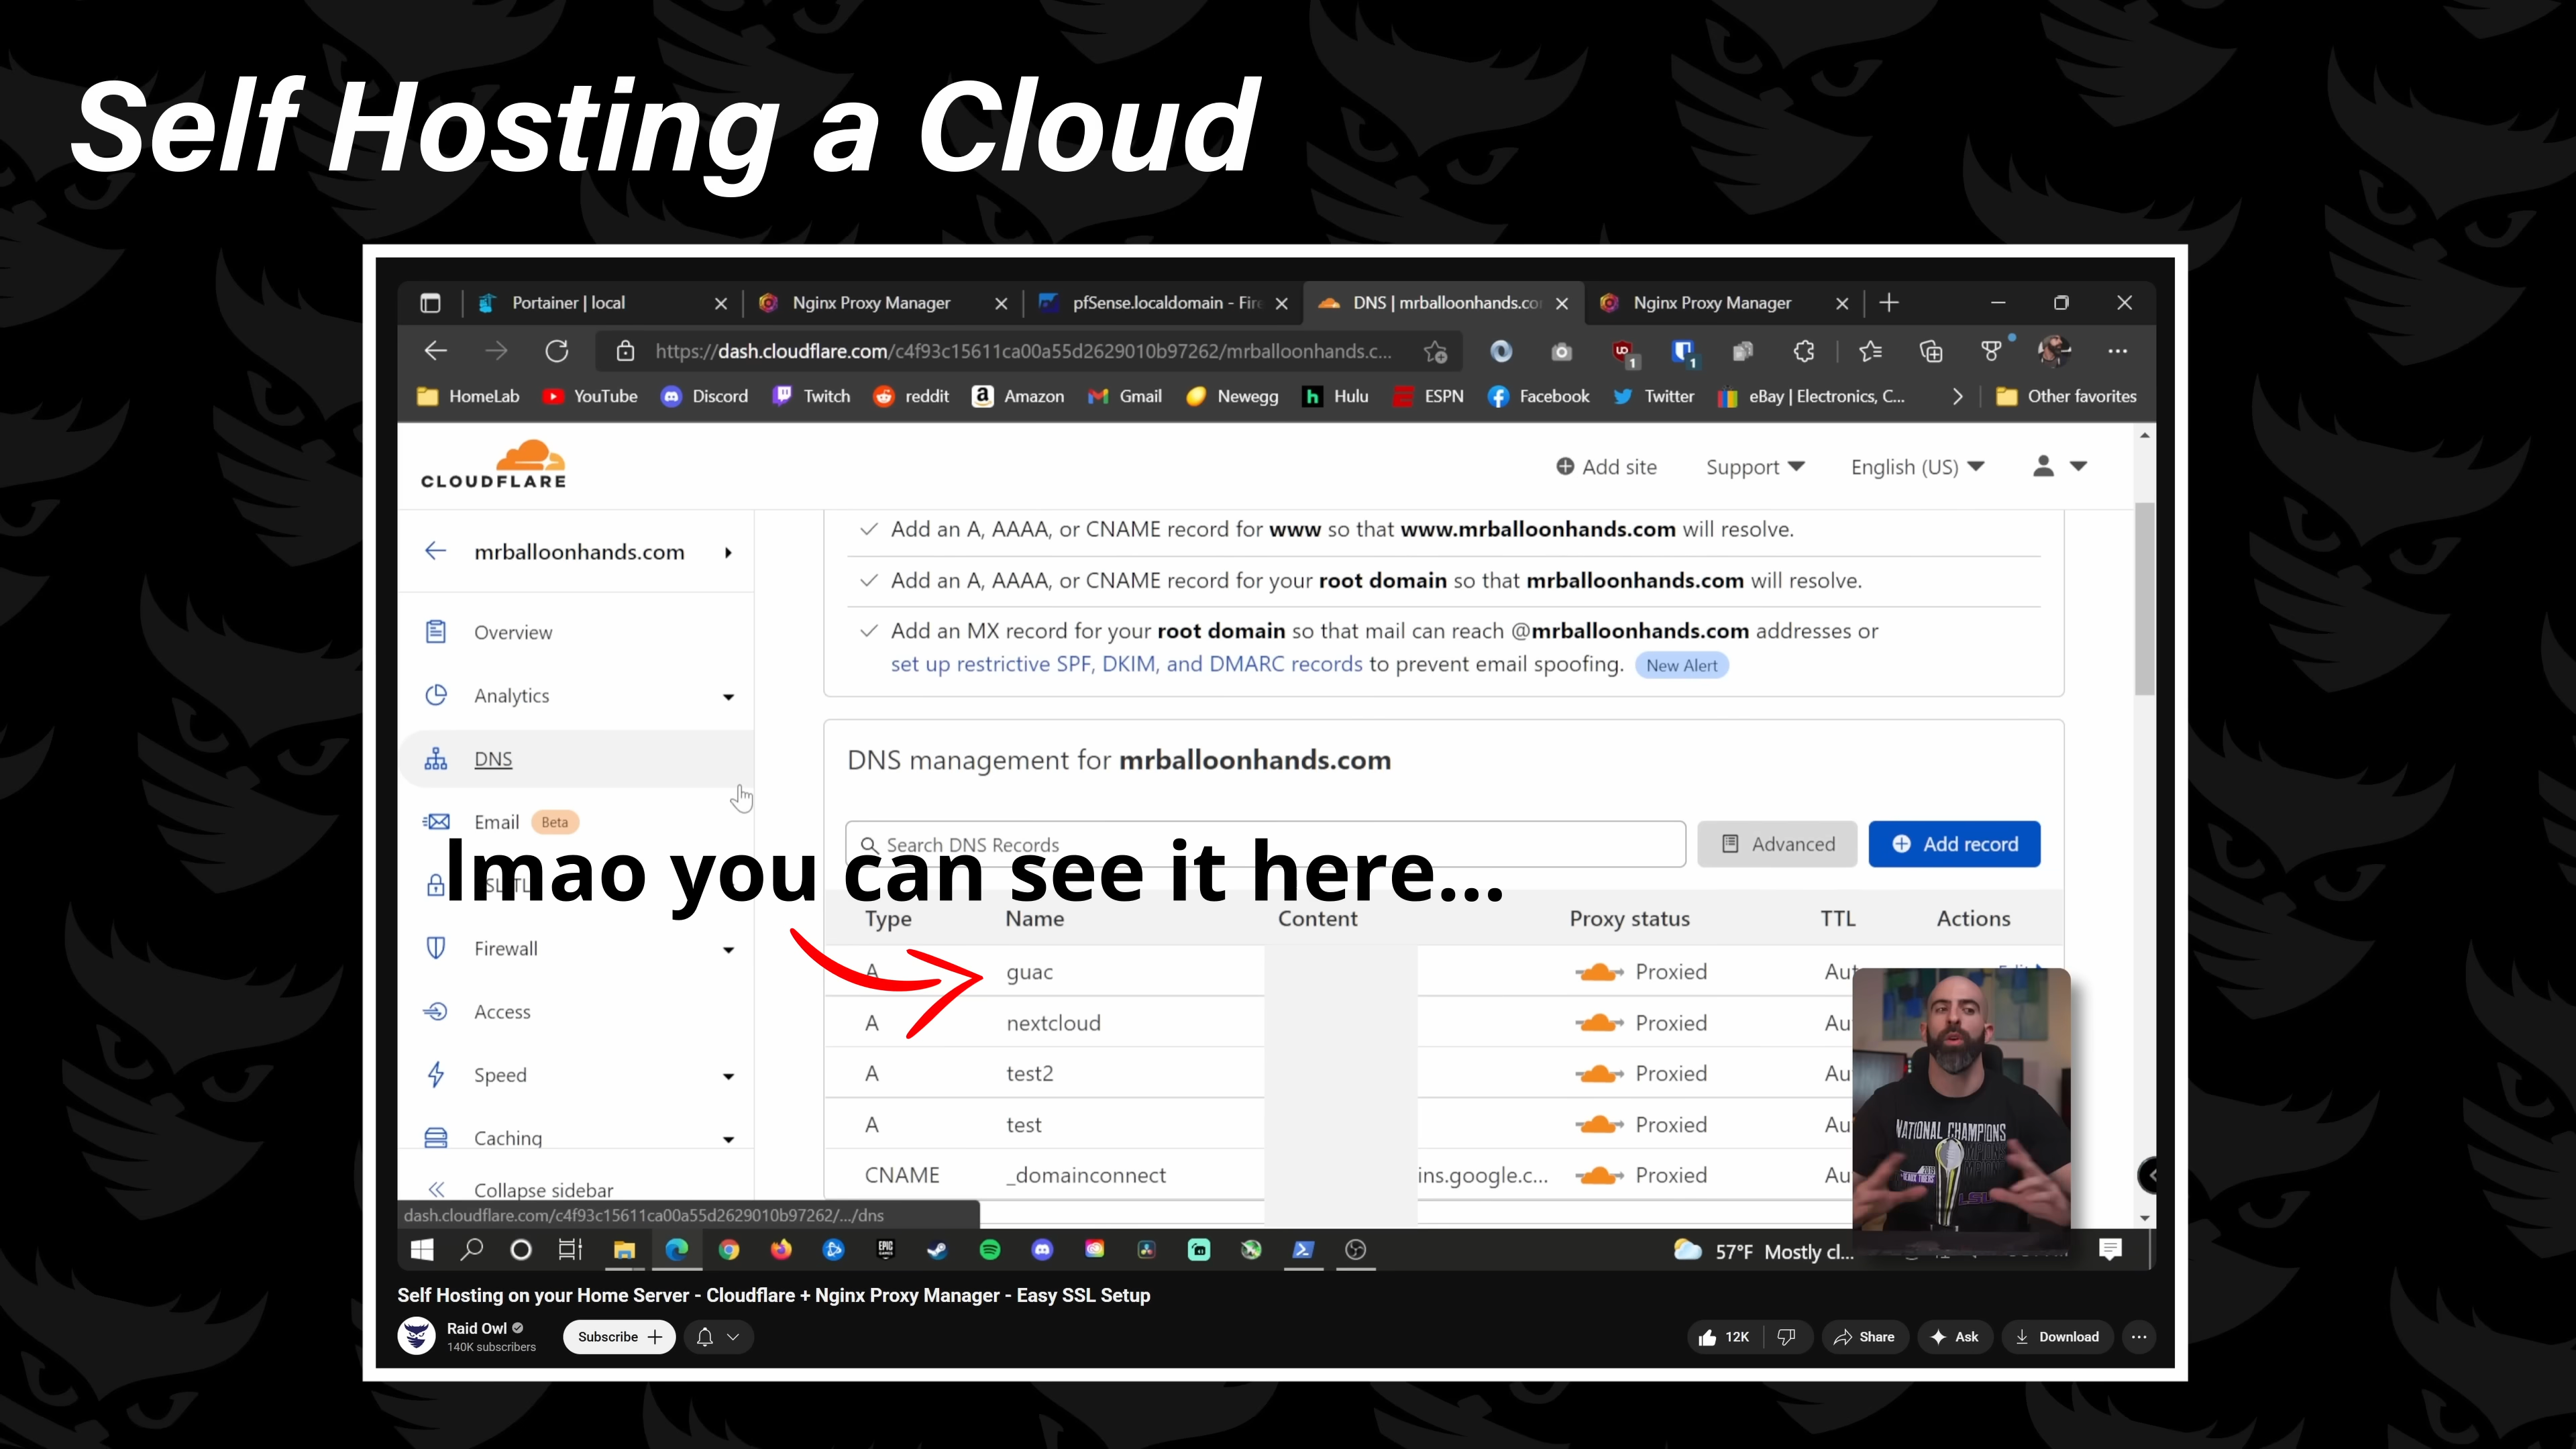 Self Hosting a Cloud
Portainer | local
Nginx Proxy Manager
pfSense.localdomain - Fire
DNS | mrballoonhands.co
Nginx Proxy Manager
https://dash.cloudflare.com/c4f93c15611ca00a55d2629010b97262/mrballoonhands.c...
1
1
HomeLab
YouTube
Discord
Twitch
reddit
Amazon
Gmail
Newegg
Hulu
ESPN
Facebook
Twitter
eBay | Electronics, C...
Other favorites
CLOUDFLARE
Add site
Support
English (US)
mrballoonhands.com
Overview
Analytics
DNS
Email Beta
Firewall
Access
Speed
Caching
Collapse sidebar
dash.cloudflare.com/c4f93c15611ca00a55d2629010b97262/.../dns
Add an A, AAAA, or CNAME record for www so that www.mrballoonhands.com will resolve.
Add an A, AAAA, or CNAME record for your root domain so that mrballoonhands.com will resolve.
Add an MX record for your root domain so that mail can reach @mrballoonhands.com addresses or
set up restrictive SPF, DKIM, and DMARC records to prevent email spoofing. New Alert
DNS management for mrballoonhands.com
Search DNS Records
Advanced
Add record
lmao you can see it here...
Type Name Content Proxy status TTL Actions
A guac Proxied Aut
A nextcloud Proxied Au
A test2 Proxied Au
A test Proxied Au
CNAME _domainconnect ins.google.c... Proxied Au
NATIONAL CHAMPIONS
LSU
EPIC
57°F Mostly cl...
Self Hosting on your Home Server - Cloudflare + Nginx Proxy Manager - Easy SSL Setup
Raid Owl
140K subscribers
Subscribe
12K
Share
Ask
Download